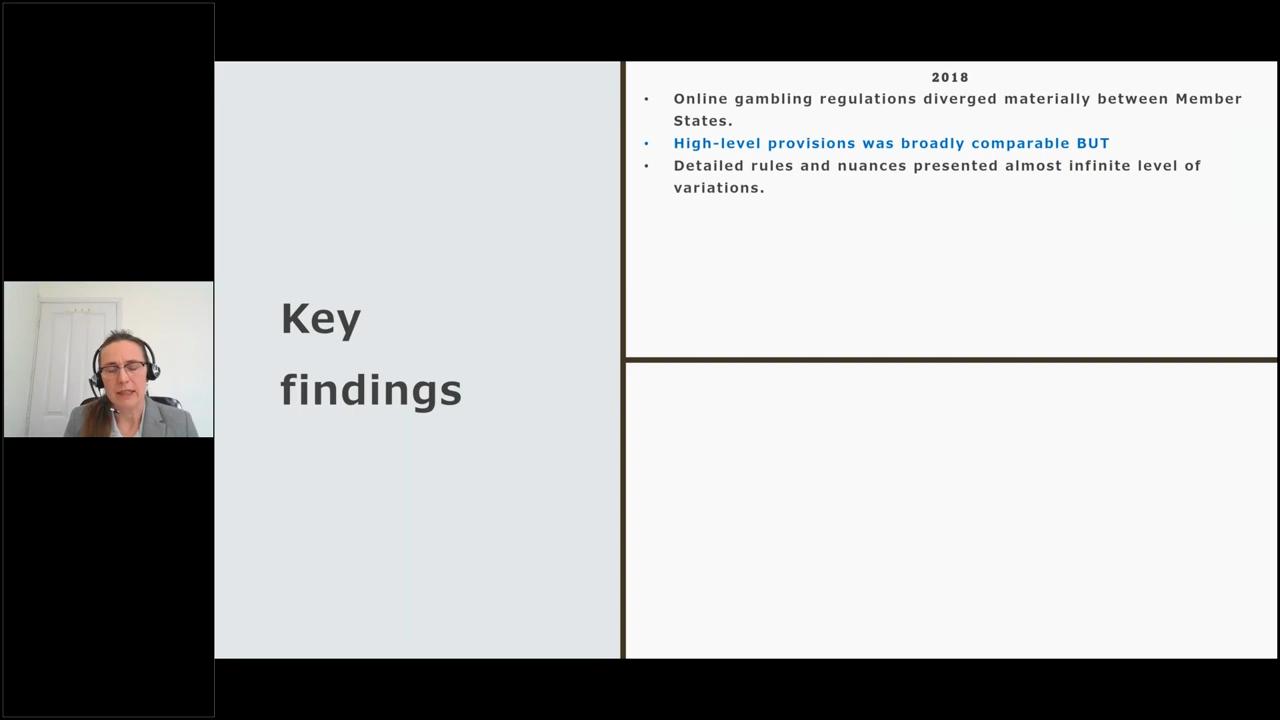 Key
findings
2018
• Online gambling regulations diverged materially between Member
States.
• High-level provisions was broadly comparable BUT
• Detailed rules and nuances presented almost infinite level of
variations.